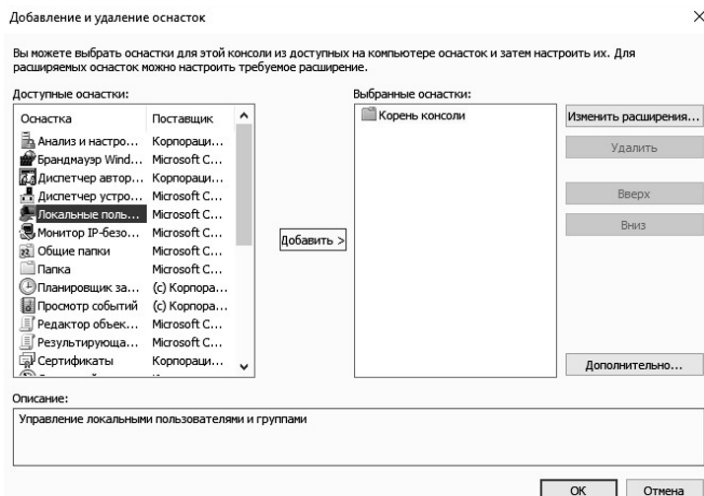 Добавление и удаление оснасток
Вы можете выбрать оснастки для этой консоли из доступных на компьютере оснасток и затем настроить их. Для
расширяемых оснасток можно настроить требуемое расширение.
Доступные оснастки:
Оснастка Поставщик
Анализ и настро... Корпораци...
Брандмауэр Wind... Microsoft C...
Диспетчер автор... Корпораци...
Диспетчер устро... Microsoft C...
Локальные поль... Microsoft C...
Монитор IP-безо... Microsoft C...
Общие папки Microsoft C...
Папка Microsoft C...
Планировщик за... (c) Корпора...
Просмотр событий (c) Корпора...
Редактор объек... Microsoft C...
Результирующа... Microsoft C...
Сертификаты Корпораци...
Добавить >
Выбранные оснастки:
Корень консоли
Изменить расширения...
Удалить
Вверх
Вниз
Дополнительно...
Описание:
Управление локальными пользователями и группами
ОК Отмена